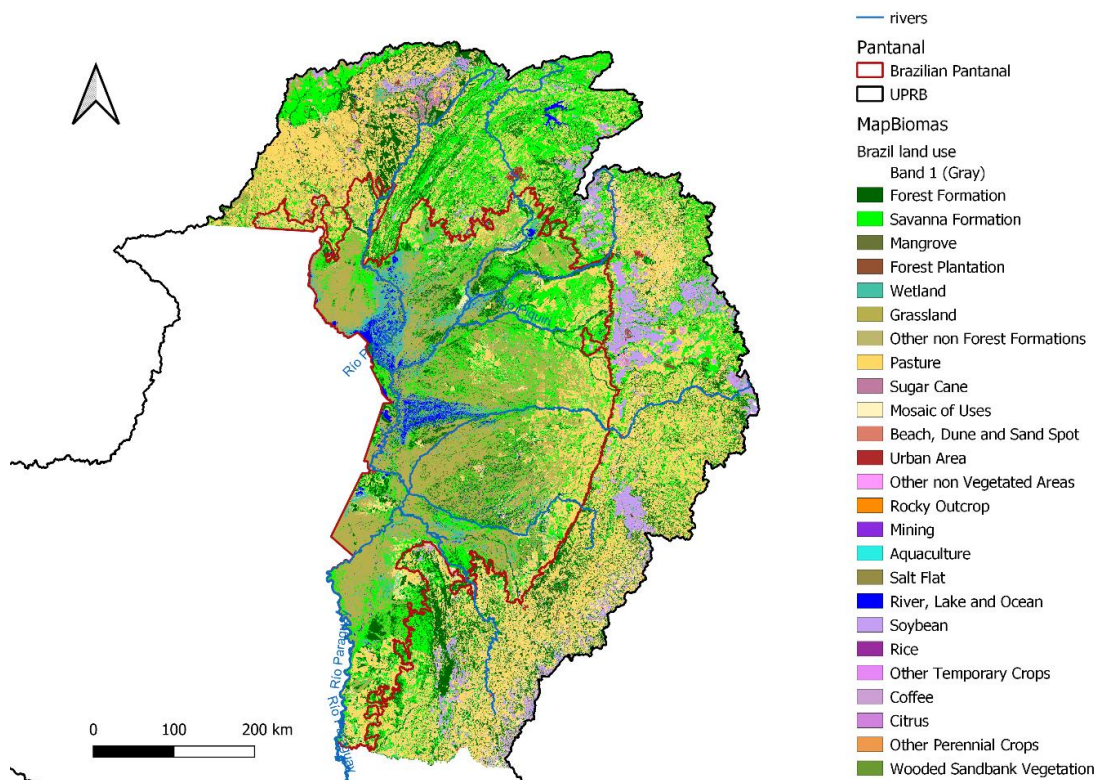 rivers
Pantanal
Brazilian Pantanal
UPRB
MapBiomas
Brazil land use
Band 1 (Gray)
Forest Formation
Savanna Formation
Mangrove
Forest Plantation
Wetland
Grassland
Other non Forest Formations
Pasture
Sugar Cane
Mosaic of Uses
Beach, Dune and Sand Spot
Urban Area
Other non Vegetated Areas
Rocky Outcrop
Mining
Aquaculture
Salt Flat
River, Lake and Ocean
Soybean
Rice
Other Temporary Crops
Coffee
Citrus
Other Perennial Crops
Wooded Sandbank Vegetation
Río
Río Paraguay
0 100 200 km